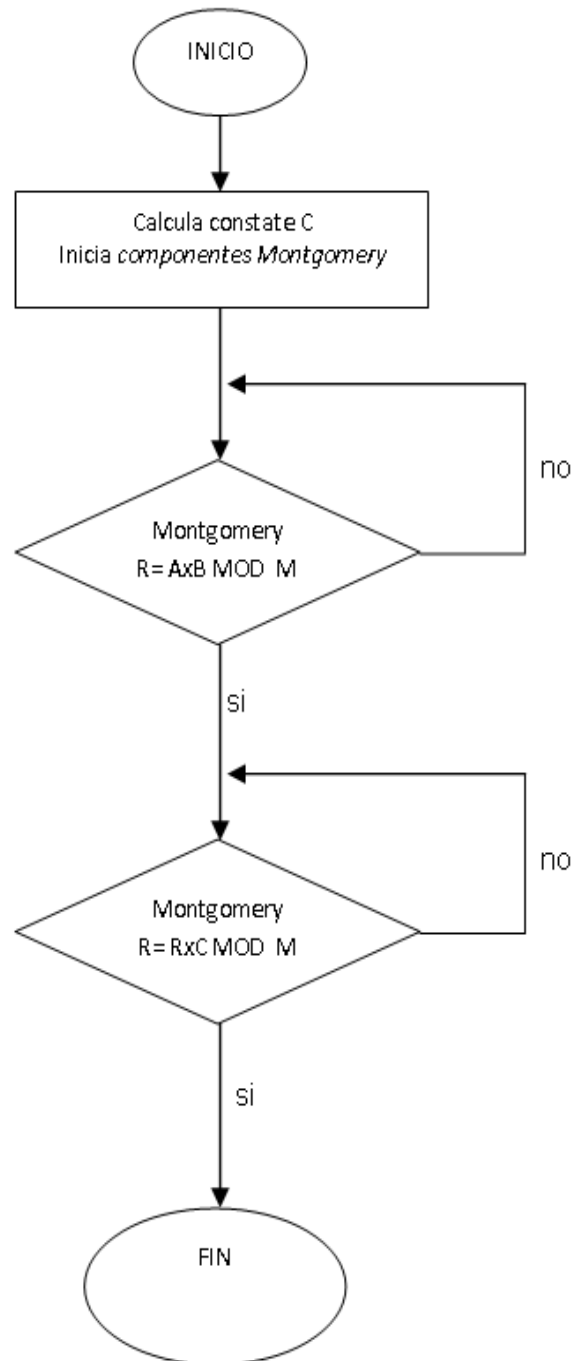 INICIO
Calcula constate C
Inicia componentes Montgomery
no
Montgomery
R= AxB MOD M
si
no
Montgomery
R= RxC MOD M
si
FIN